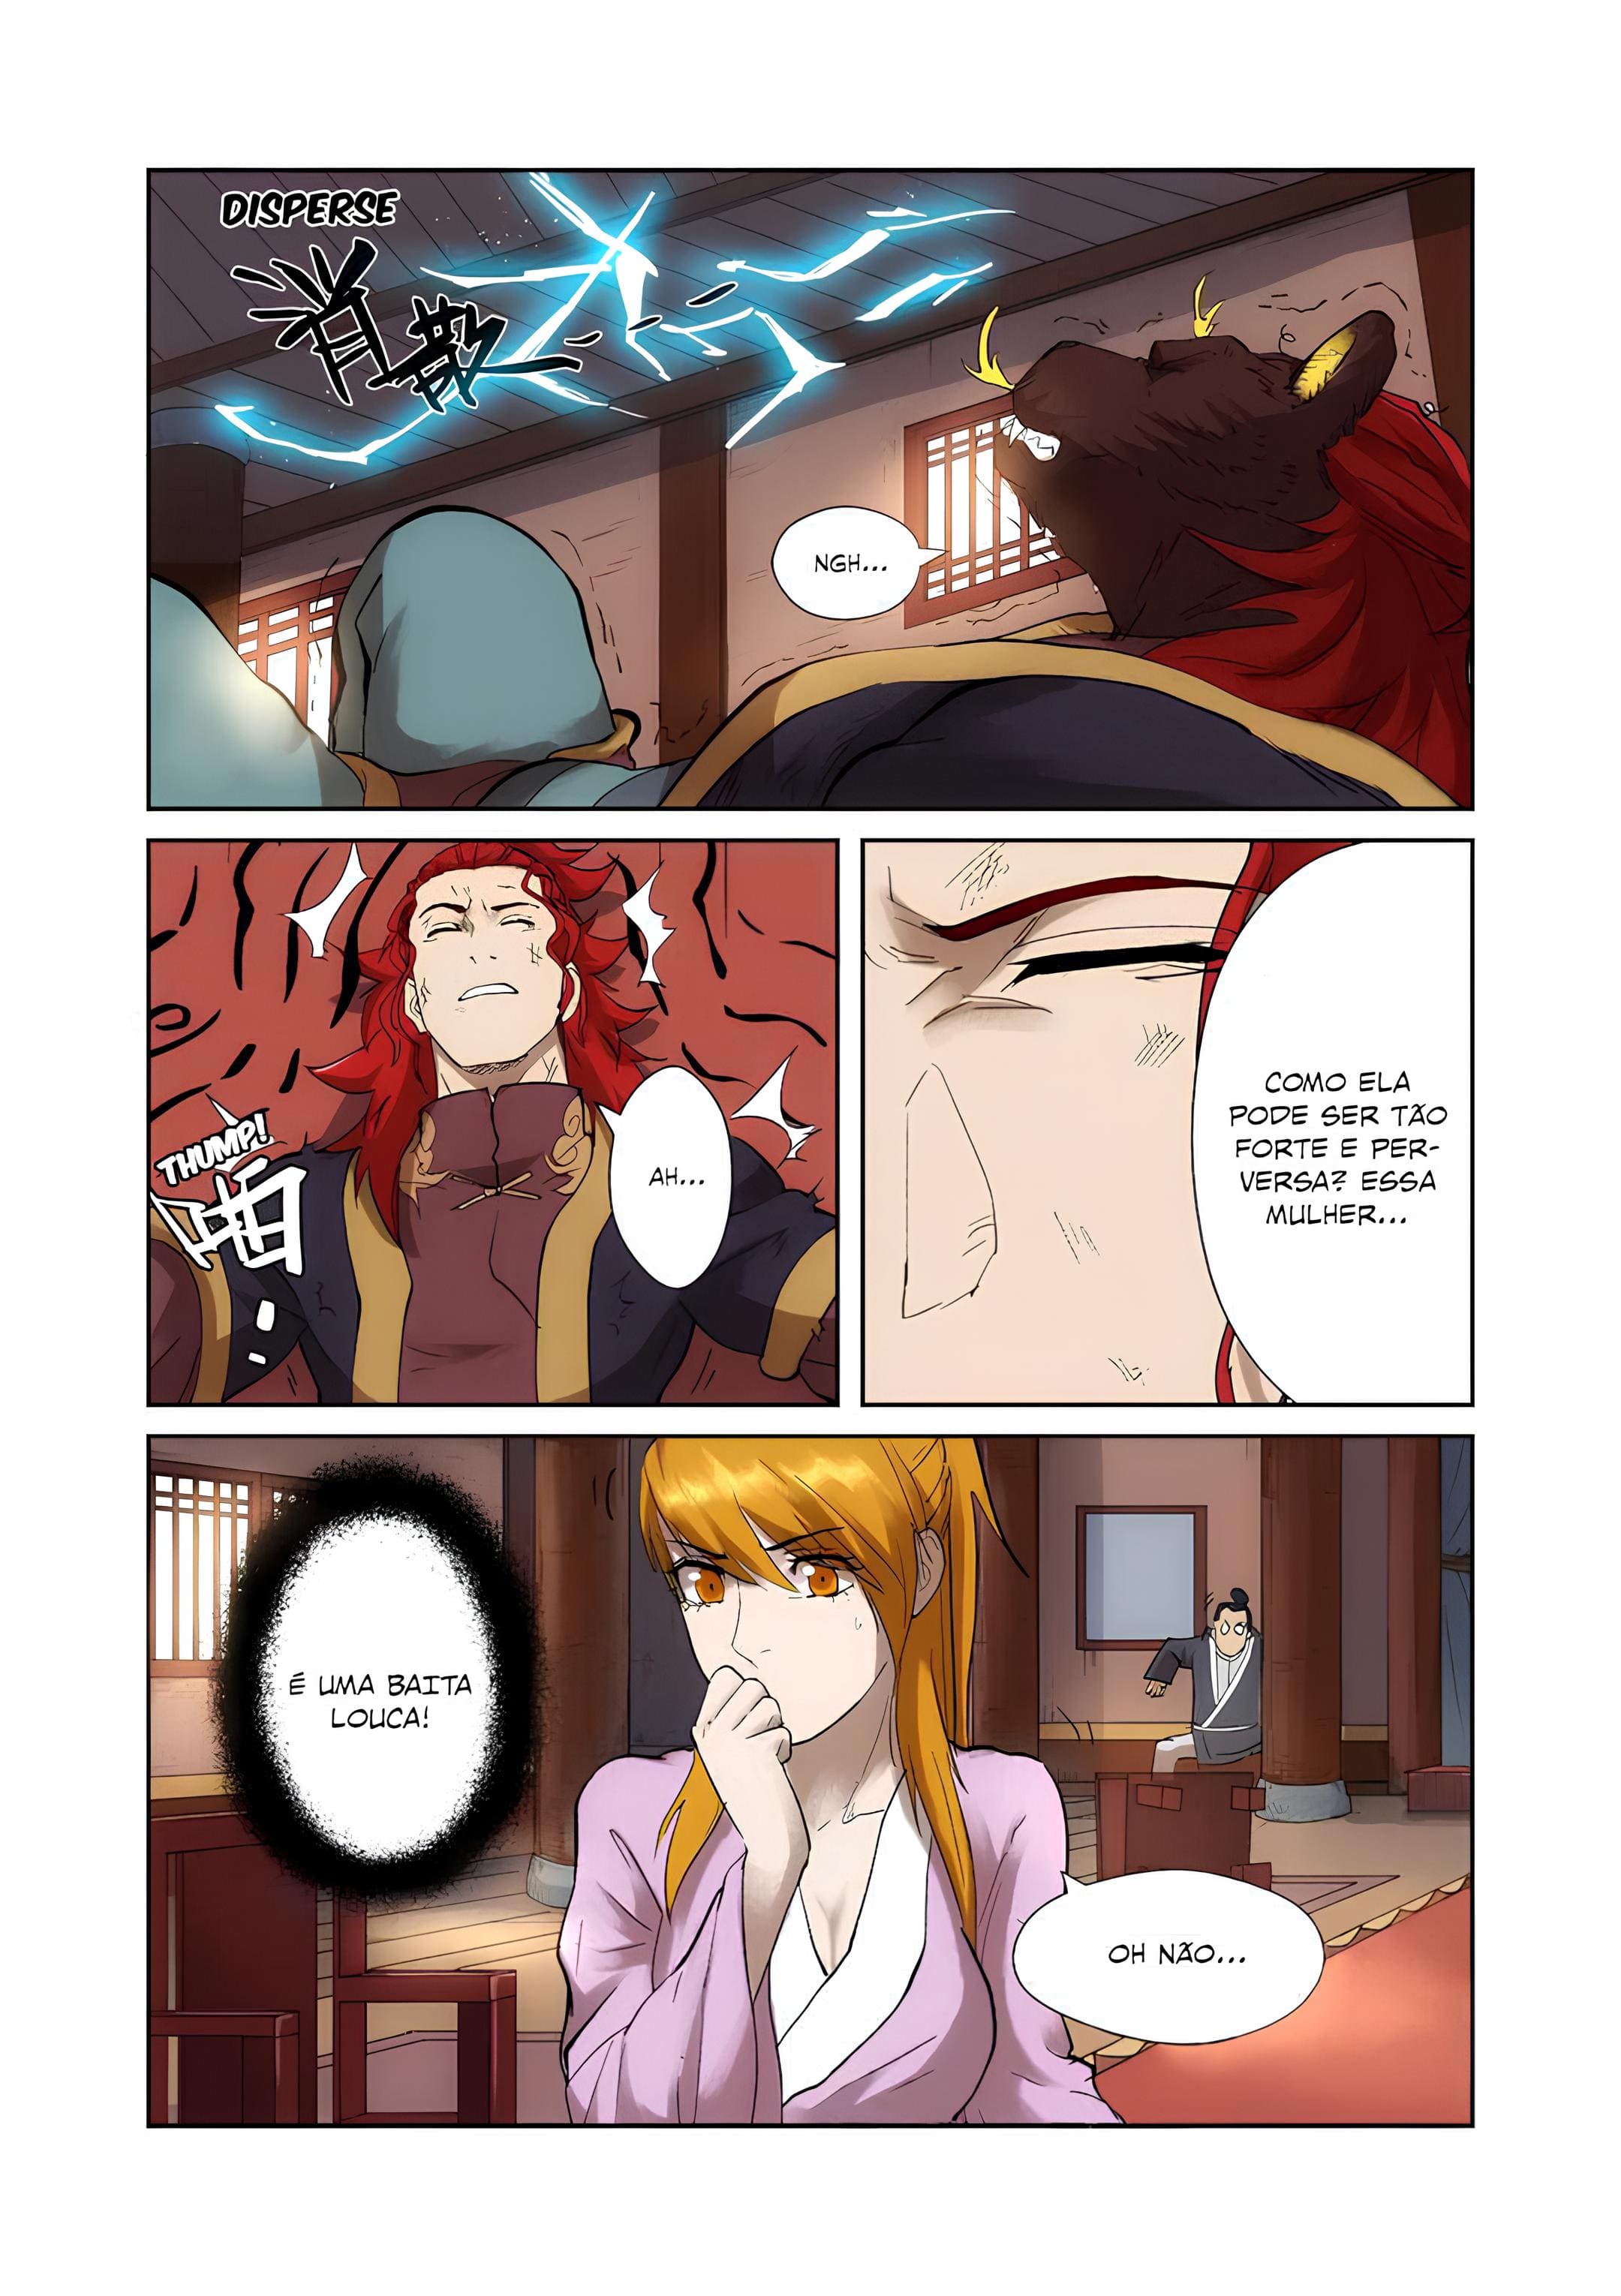 DISPERSE
消散
NGH...
THUMP!
AH...
COMO ELA
PODE SER TÃO
FORTE E PER-
VERSA? ESSA
MULHER...
É UMA BAITA
LOUCA!
OH NÃO...